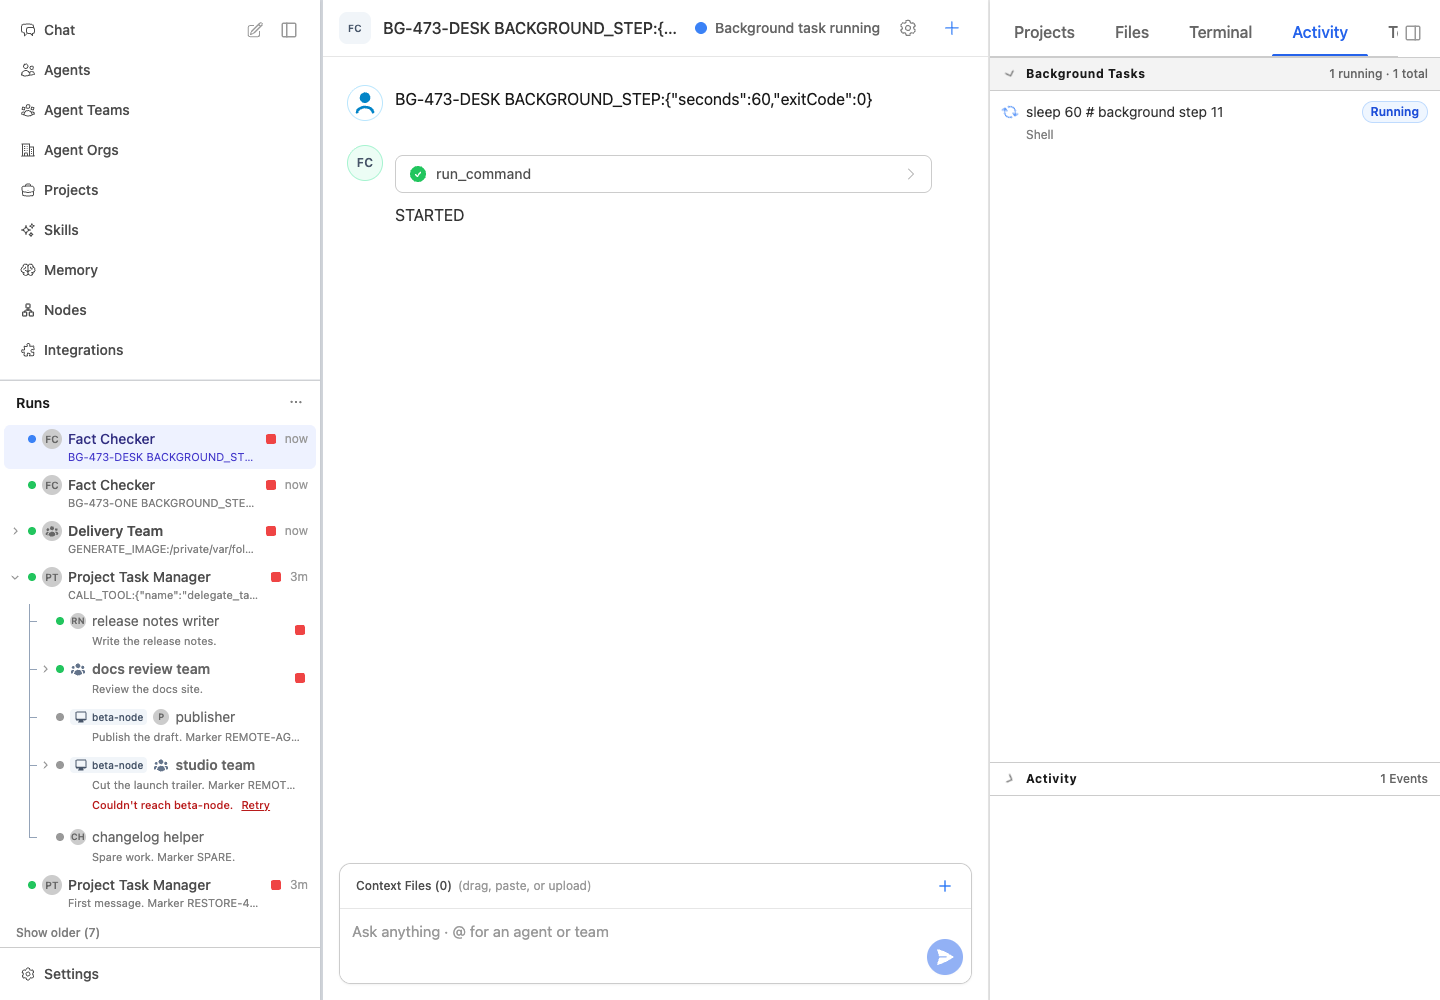 Chat
Agents
Agent Teams
Agent Orgs
Projects
Skills
Memory
Nodes
Integrations
Runs
FC Fact Checker now
BG-473-DESK BACKGROUND_ST...
FC Fact Checker now
BG-473-ONE BACKGROUND_STE...
Delivery Team now
GENERATE_IMAGE:/private/var/fol...
PT Project Task Manager 3m
CALL_TOOL:{"name":"delegate_ta...
RN release notes writer
Write the release notes.
docs review team
Review the docs site.
beta-node P publisher
Publish the draft. Marker REMOTE-AG...
beta-node studio team
Cut the launch trailer. Marker REMOT...
Couldn't reach beta-node. Retry
CH changelog helper
Spare work. Marker SPARE.
PT Project Task Manager 3m
First message. Marker RESTORE-4...
Show older (7)
Settings
FC BG-473-DESK BACKGROUND_STEP:{... Background task running
BG-473-DESK BACKGROUND_STEP:{"seconds":60,"exitCode":0}
FC
run_command
STARTED
Context Files (0) (drag, paste, or upload)
Ask anything · @ for an agent or team
Projects Files Terminal Activity
Background Tasks 1 running · 1 total
sleep 60 # background step 11 Running
Shell
Activity 1 Events